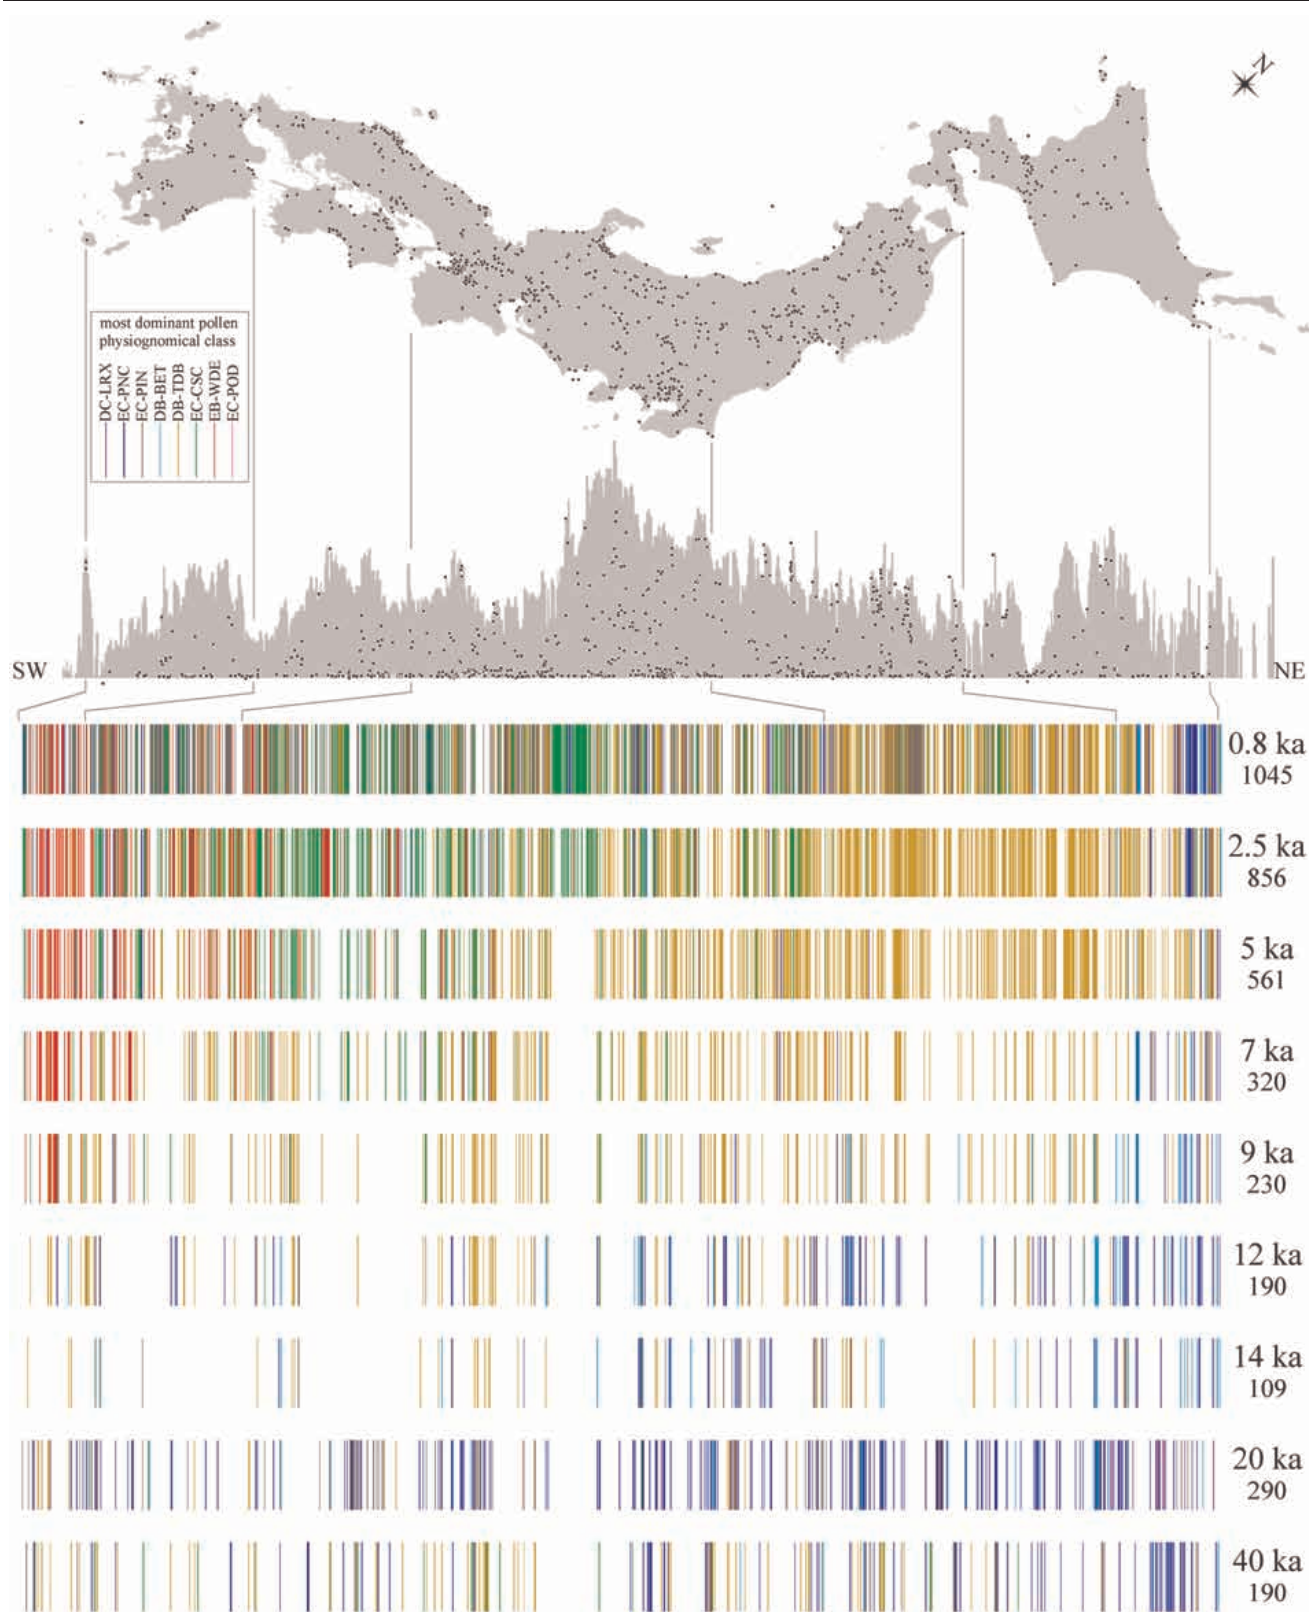 N
most dominant pollen
physiognomical class
DC-LRX
EC-PNC
EC-PIN
DB-BET
DB-TDB
EC-CSC
EB-WDE
EC-POD
SW
NE
0.8 ka
1045
2.5 ka
856
5 ka
561
7 ka
320
9 ka
230
12 ka
190
14 ka
109
20 ka
290
40 ka
190